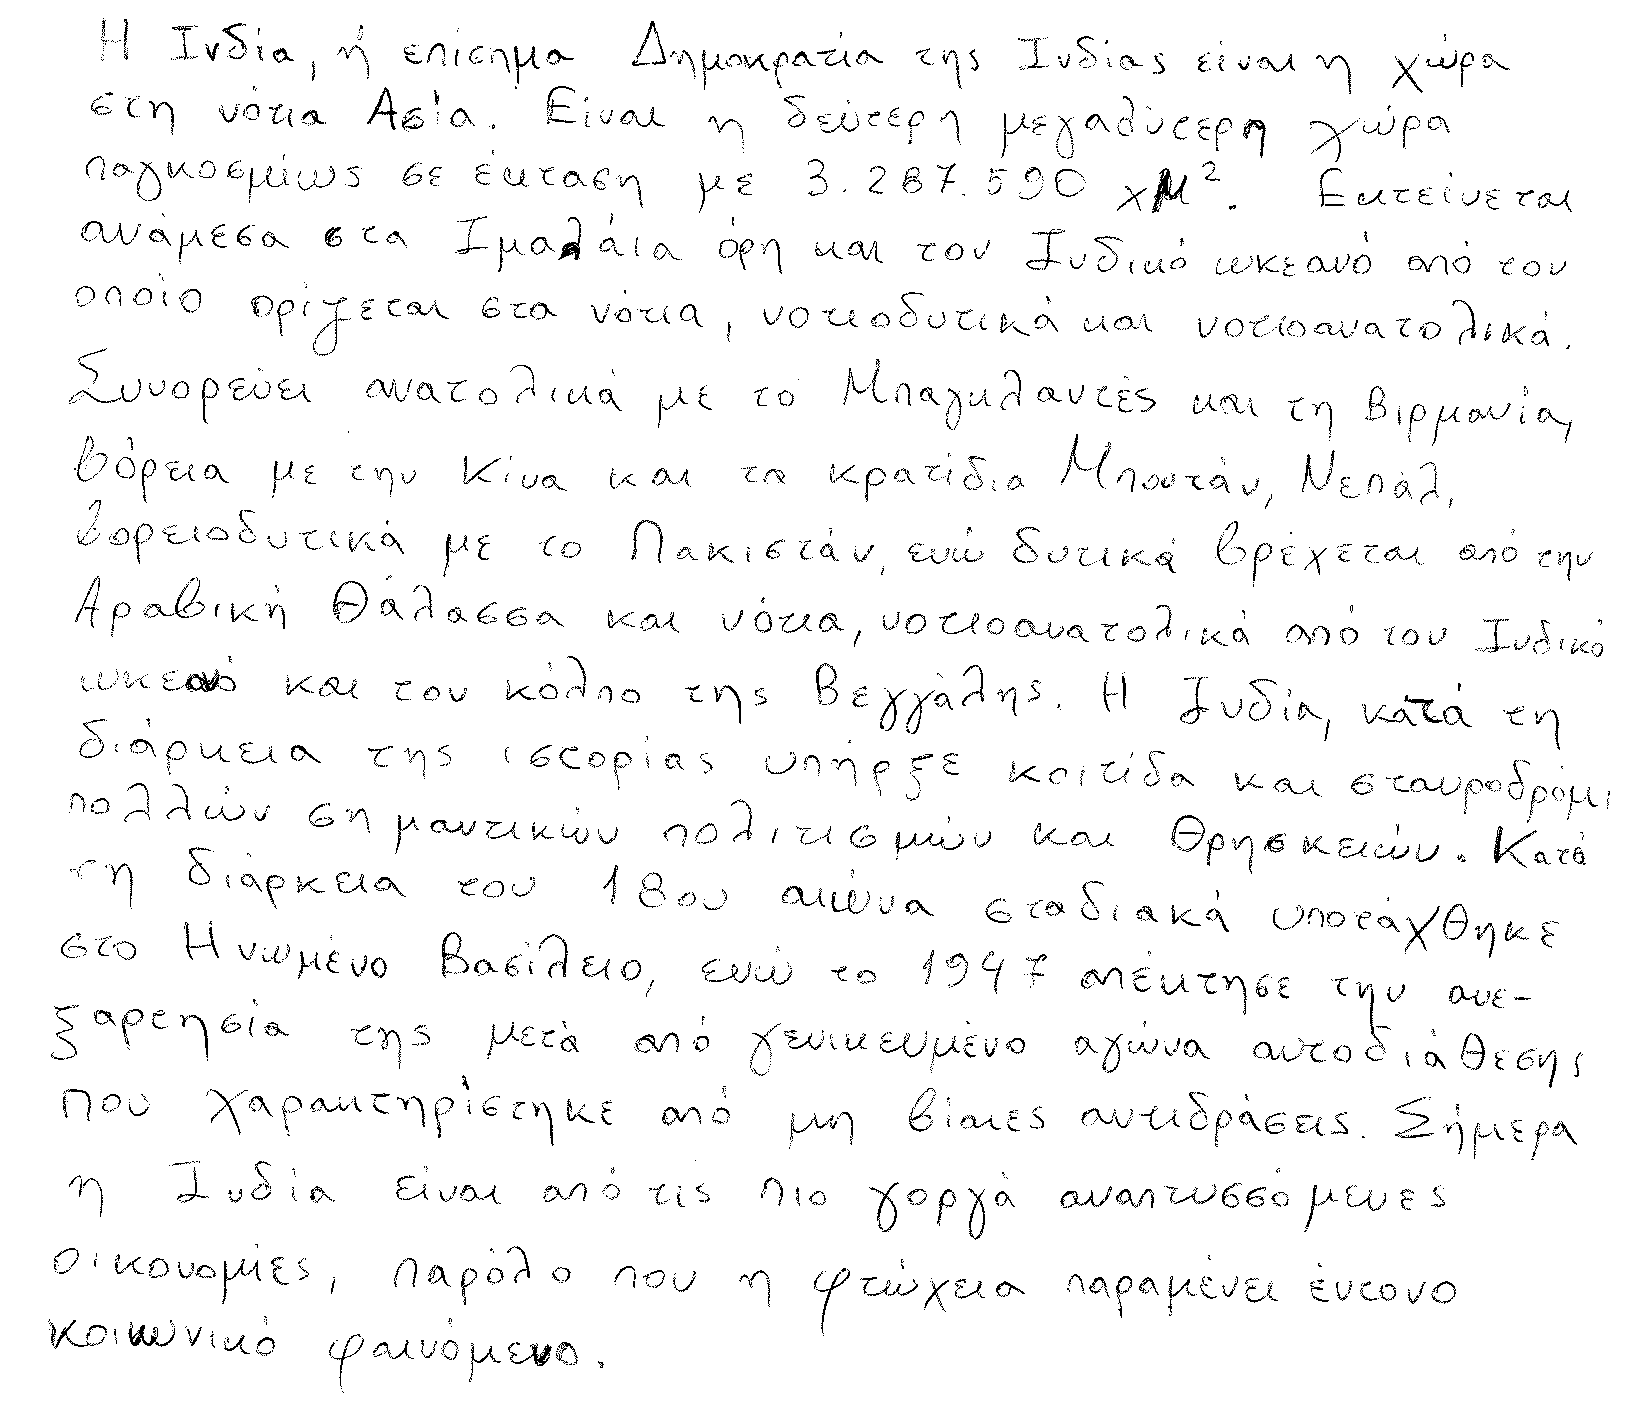 Η Ινδία, ή επίσημα Δημοκρατία της Ινδίας είναι η χώρα
στη νότια Ασία. Είναι η δεύτερη μεγαλύτερη χώρα
παγκοσμίως σε έκταση με 3.287.590 χμ². Εκτείνεται
ανάμεσα στα Ιμαλάια όρη και τον Ινδικό ωκεανό από τον
οποίο ορίζεται στα νότια, νοτιοδυτικά και νοτιοανατολικά.
Συνορεύει ανατολικά με το Μπαγκλαντές και τη Βιρμανία,
βόρεια με την Κίνα και τα κρατίδια Μπουτάν, Νεπάλ,
βορειοδυτικά με το Πακιστάν, ενώ δυτικά βρέχεται από την
Αραβική Θάλασσα και νότια, νοτιοανατολικά από τον Ινδικό
ωκεανό και τον κόλπο της Βεγγάλης. Η Ινδία, κατά τη
διάρκεια της ιστορίας υπήρξε κοιτίδα και σταυροδρόμι
πολλών σημαντικών πολιτισμών και θρησκειών. Κατά
τη διάρκεια του 18ου αιώνα σταδιακά υποτάχθηκε
στο Ηνωμένο Βασίλειο, ενώ το 1947 απέκτησε την ανε-
ξαρτησία της μετά από γενικευμένο αγώνα αυτοδιάθεσης
που χαρακτηρίστηκε από μη βίαιες αντιδράσεις. Σήμερα
η Ινδία είναι από τις πιο γοργά αναπτυσσόμενες
οικονομίες, παρόλο που η φτώχεια παραμένει έντονο
κοινωνικό φαινόμενο.